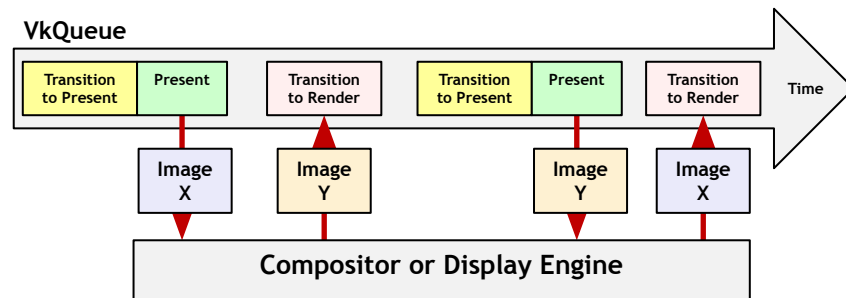 VkQueue
Transition
to Present
Present
Transition
to Render
Transition
to Present
Present
Transition
to Render
Time
Image
X
Image
Y
Image
Y
Image
X
Compositor or Display Engine